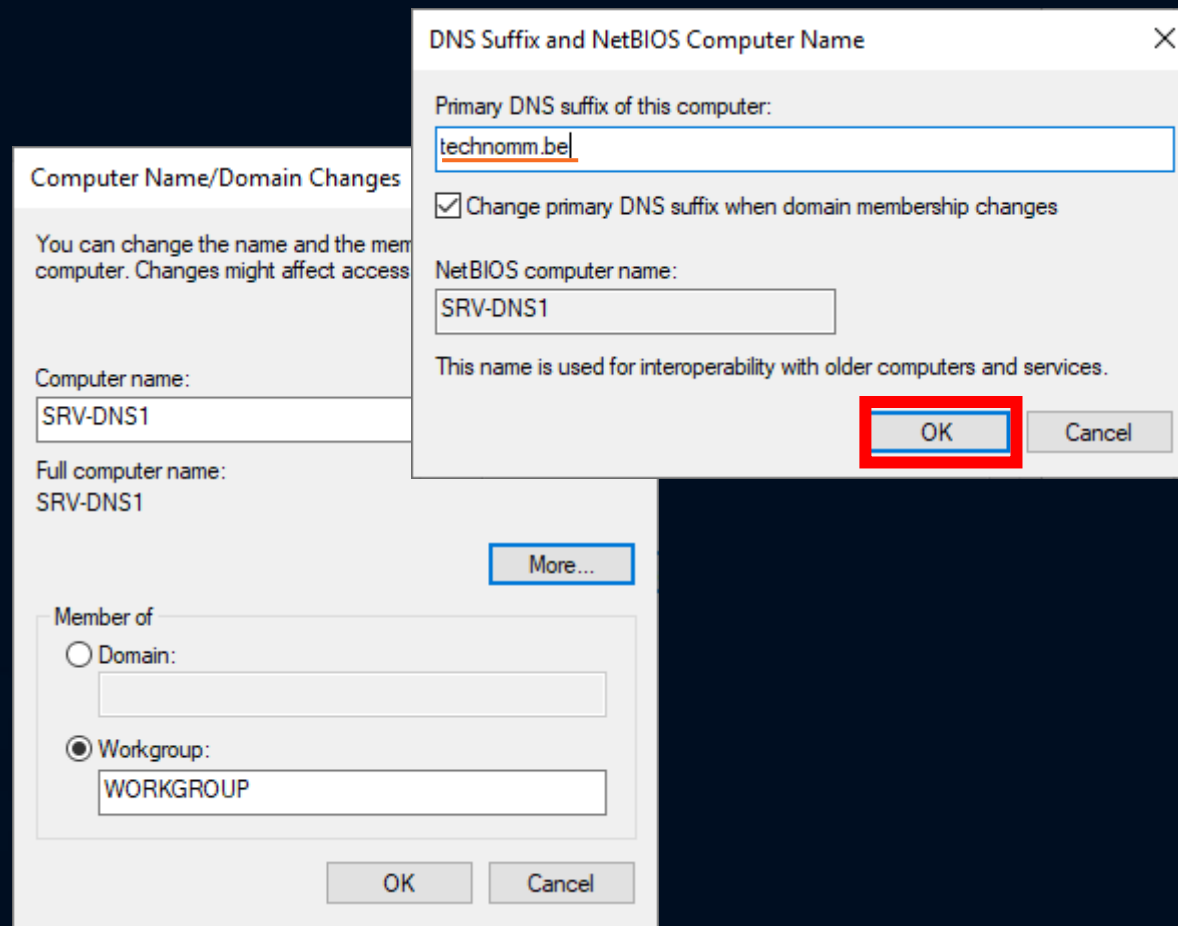 DNS Suffix and NetBIOS Computer Name
Primary DNS suffix of this computer:
technomm.be
Change primary DNS suffix when domain membership changes
NetBIOS computer name:
SRV-DNS1
This name is used for interoperability with older computers and services.
OK
Cancel
Computer Name/Domain Changes
You can change the name and the mem
computer. Changes might affect access
Computer name:
SRV-DNS1
Full computer name:
SRV-DNS1
More...
Member of
Domain:
Workgroup:
WORKGROUP
OK
Cancel